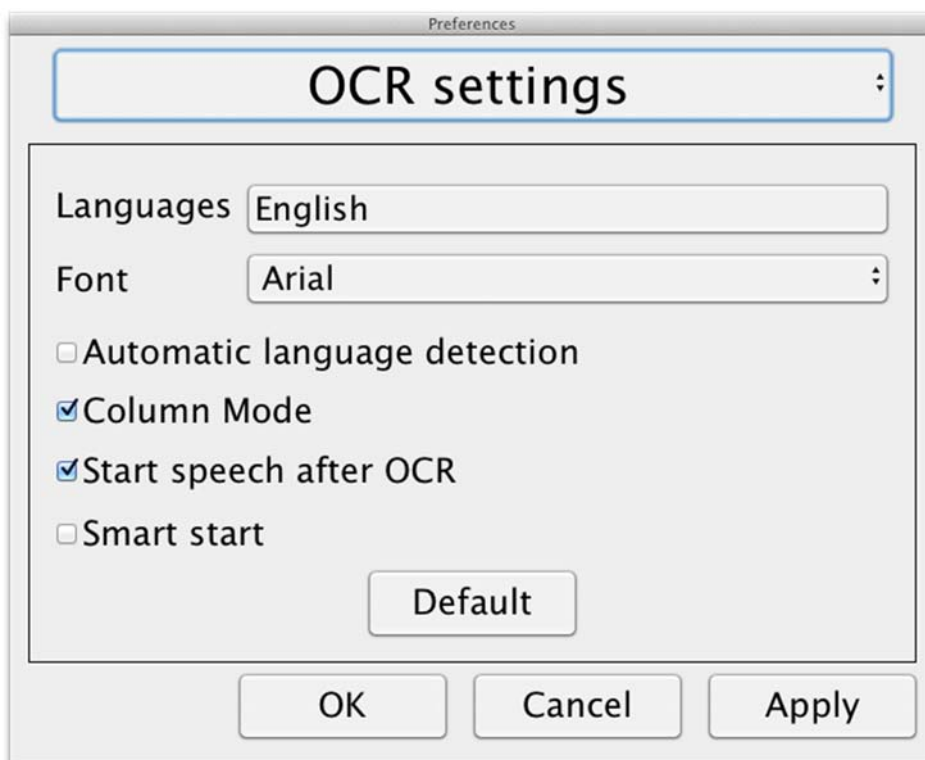 Preferences
OCR settings
Languages English
Font Arial
Automatic language detection
Column Mode
Start speech after OCR
Smart start
Default
OK Cancel Apply